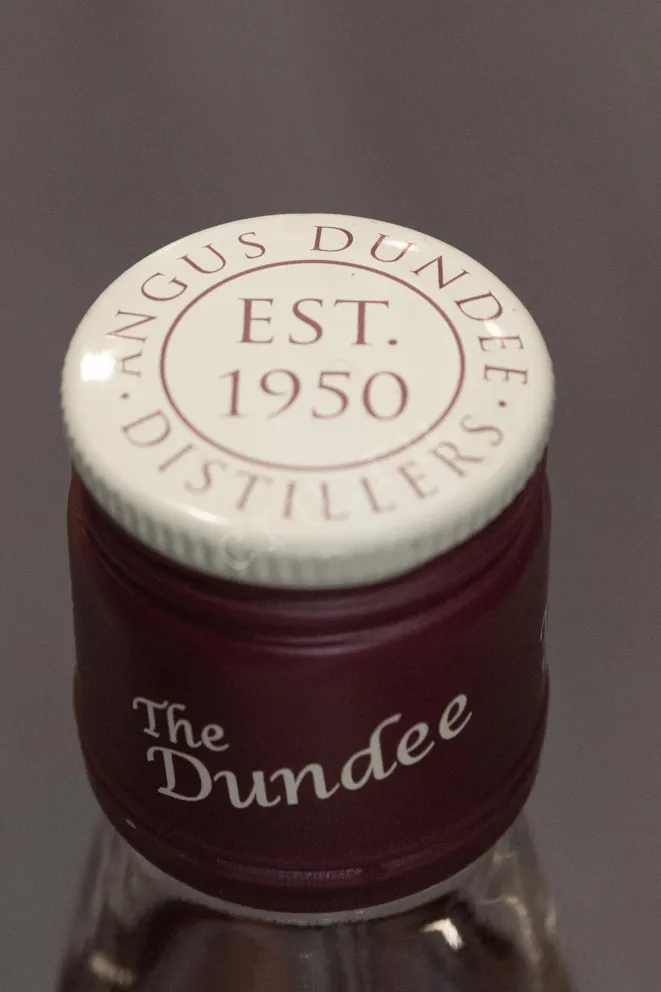 ANGUS DUNDEE
EST.
1950
· DISTILLERS ·
The
Dundee